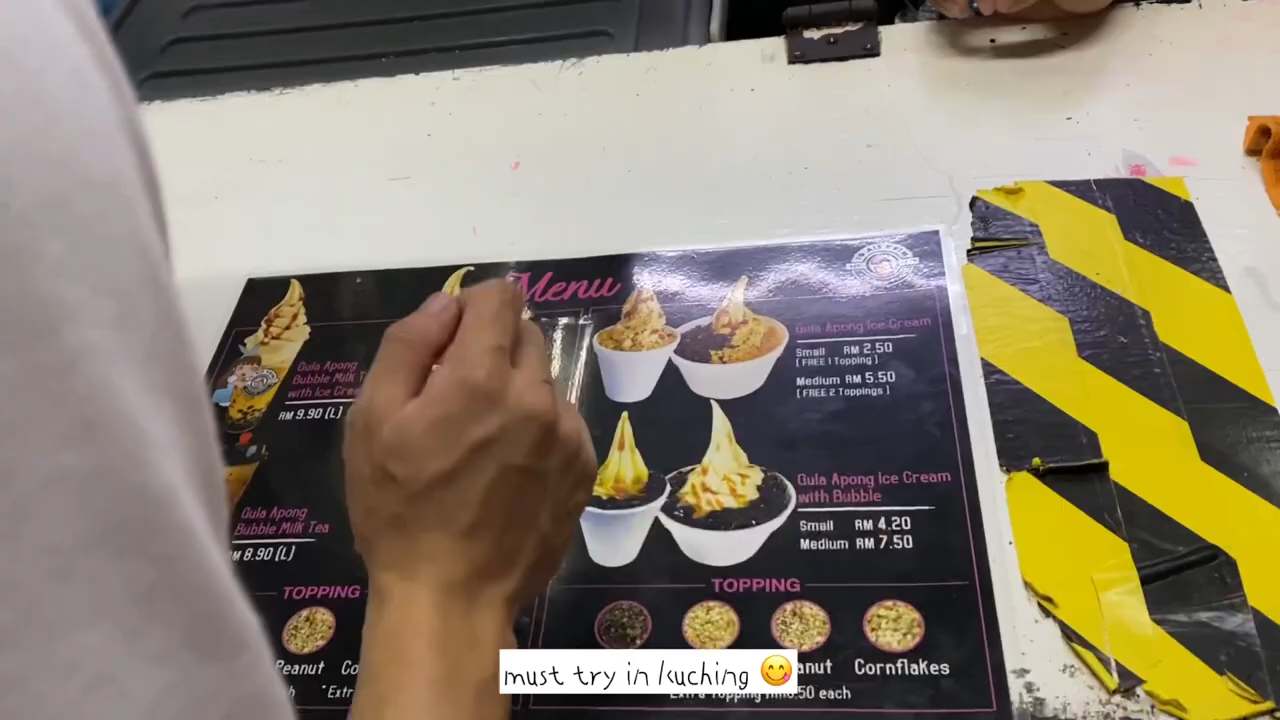 Menu
Gula Apong
Bubble Milk
with Ice
RM 9.90 (L)
Gula Apong
Bubble Milk Tea
RM 8.90 (L)
TOPPING
Peanut
Gula Apong Ice Cream
Small RM 2.50
[ FREE 1 Topping ]
Medium RM 5.50
[ FREE 2 Toppings ]
Gula Apong Ice Cream
with Bubble
Small RM 4.20
Medium RM 7.50
TOPPING
Cornflakes
each
must try in kuching 😋